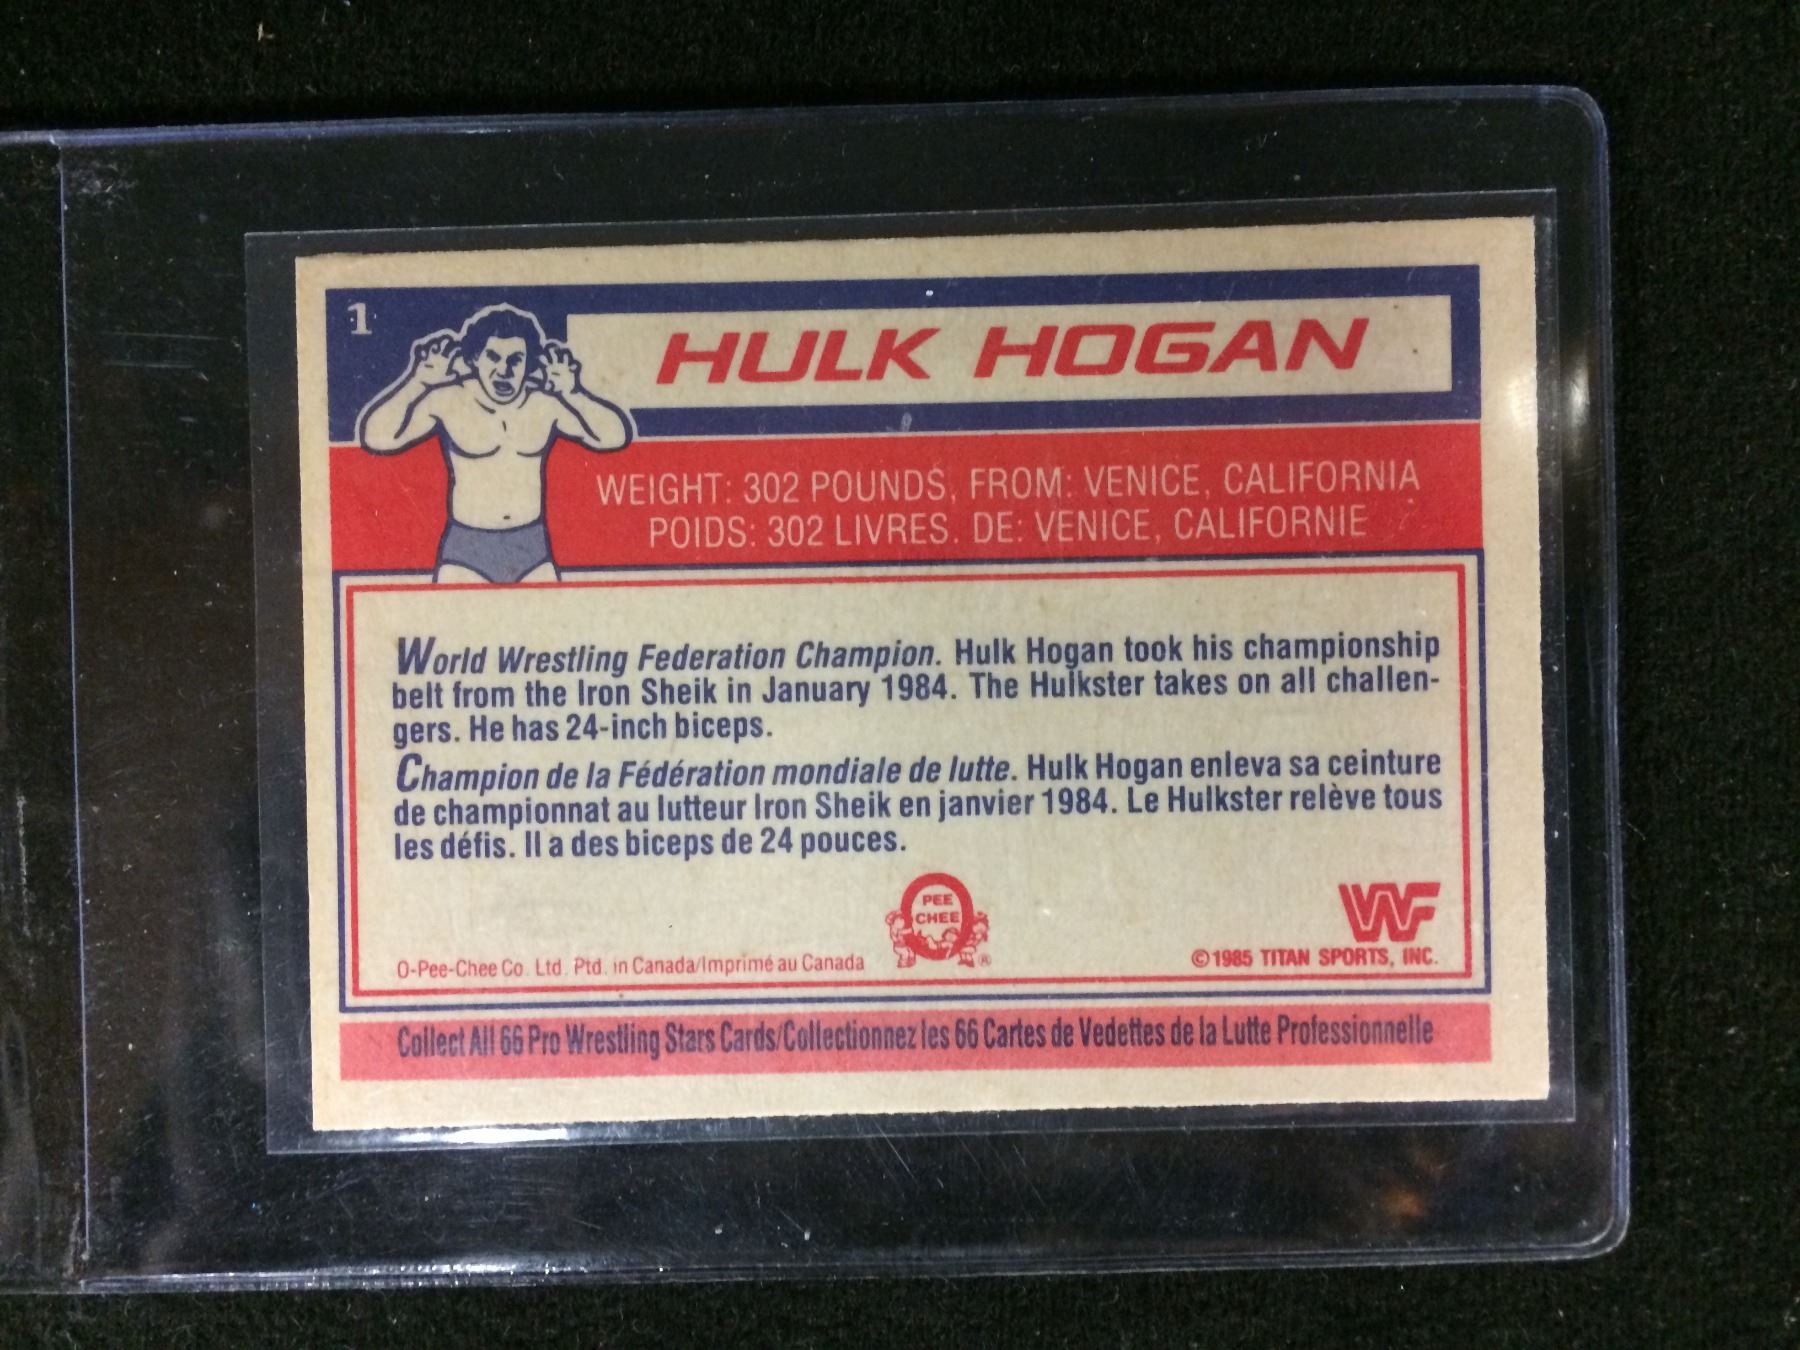 1
HULK HOGAN
WEIGHT: 302 POUNDS, FROM: VENICE, CALIFORNIA
POIDS: 302 LIVRES. DE: VENICE, CALIFORNIE
World Wrestling Federation Champion. Hulk Hogan took his championship
belt from the Iron Sheik in January 1984. The Hulkster takes on all challen-
gers. He has 24-inch biceps.
Champion de la Fédération mondiale de lutte. Hulk Hogan enleva sa ceinture
de championnat au lutteur Iron Sheik en janvier 1984. Le Hulkster relève tous
les défis. Il a des biceps de 24 pouces.
O PEE CHEE ®
WF
O-Pee-Chee Co. Ltd. Ptd. in Canada/Imprimé au Canada
©1985 TITAN SPORTS, INC.
Collect All 66 Pro Wrestling Stars Cards/Collectionnez les 66 Cartes de Vedettes de la Lutte Professionnelle